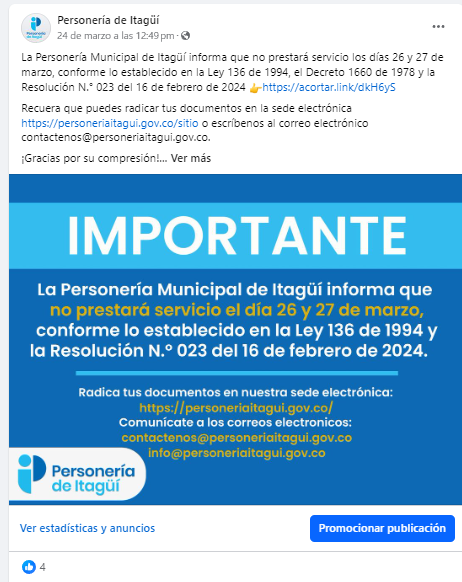 Personería de Itagüí
24 de marzo a las 12:49 pm ·
La Personería Municipal de Itagüí informa que no prestará servicio los días 26 y 27 de
marzo, conforme lo establecido en la Ley 136 de 1994, el Decreto 1660 de 1978 y la
Resolución N.° 023 del 16 de febrero de 2024 👉https://acortar.link/dkH6yS
Recuera que puedes radicar tus documentos en la sede electrónica
https://personeriaitagui.gov.co/sitio o escríbenos al correo electrónico
contactenos@personeriaitagui.gov.co.
¡Gracias por su compresión!... Ver más
IMPORTANTE
La Personería Municipal de Itagüí informa que
no prestará servicio el día 26 y 27 de marzo,
conforme lo establecido en la Ley 136 de 1994 y
la Resolución N.° 023 del 16 de febrero de 2024.
Radica tus documentos en nuestra sede electrónica:
https://personeriaitagui.gov.co/
Comunícate a los correos electronicos:
contactenos@personeriaitagui.gov.co
info@personeriaitagui.gov.co
Personería
de Itagüí
Ver estadísticas y anuncios
Promocionar publicación
4